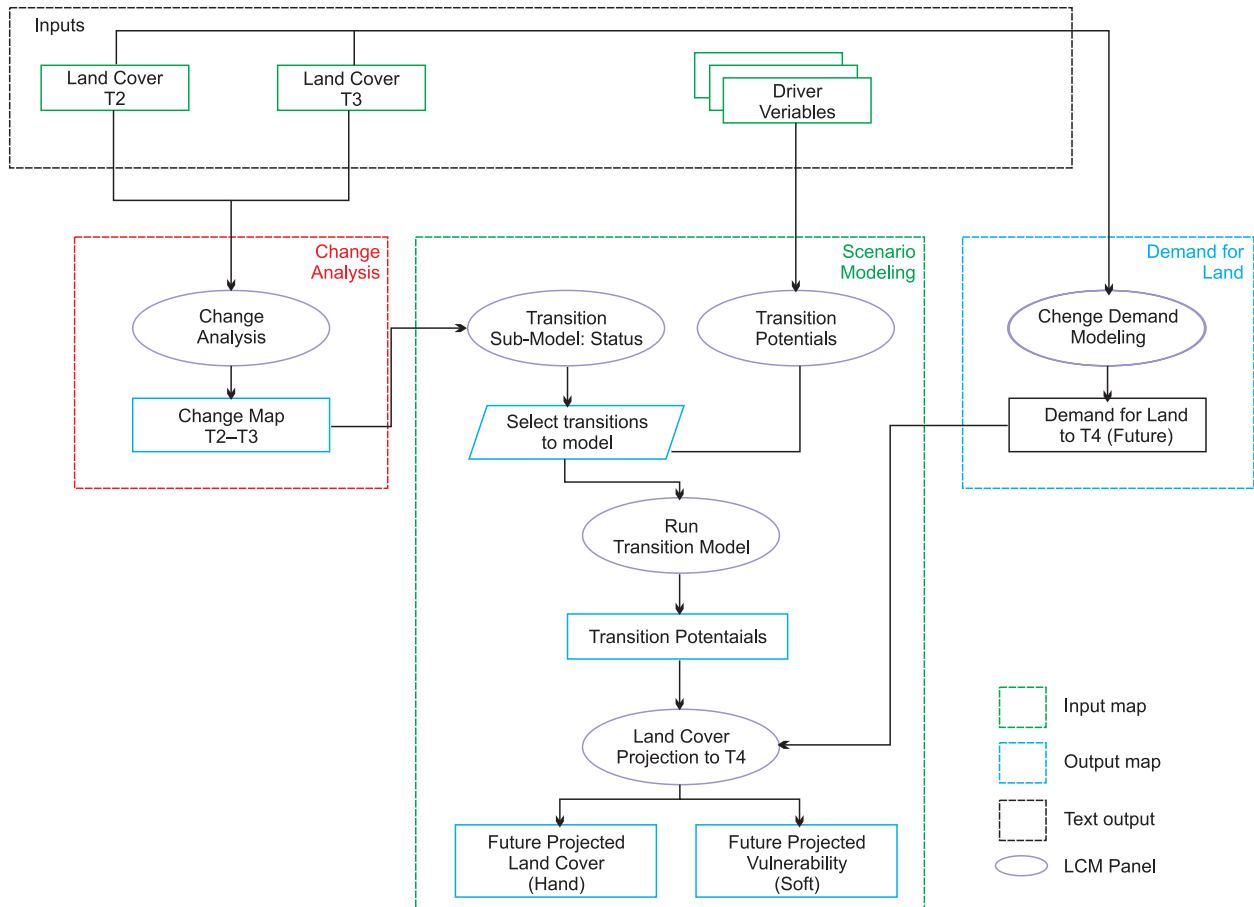 Inputs
Land Cover
T2
Land Cover
T3
Driver
Veriables
Change
Analysis
Scenario
Modeling
Demand for
Land
Change
Analysis
Transition
Sub-Model: Status
Transition
Potentials
Chenge Demand
Modeling
Change Map
T2–T3
Select transitions
to model
Demand for Land
to T4 (Future)
Run
Transition Model
Transition Potentaials
Land Cover
Projection to T4
Future Projected
Land Cover
(Hand)
Future Projected
Vulnerability
(Soft)
Input map
Output map
Text output
LCM Panel